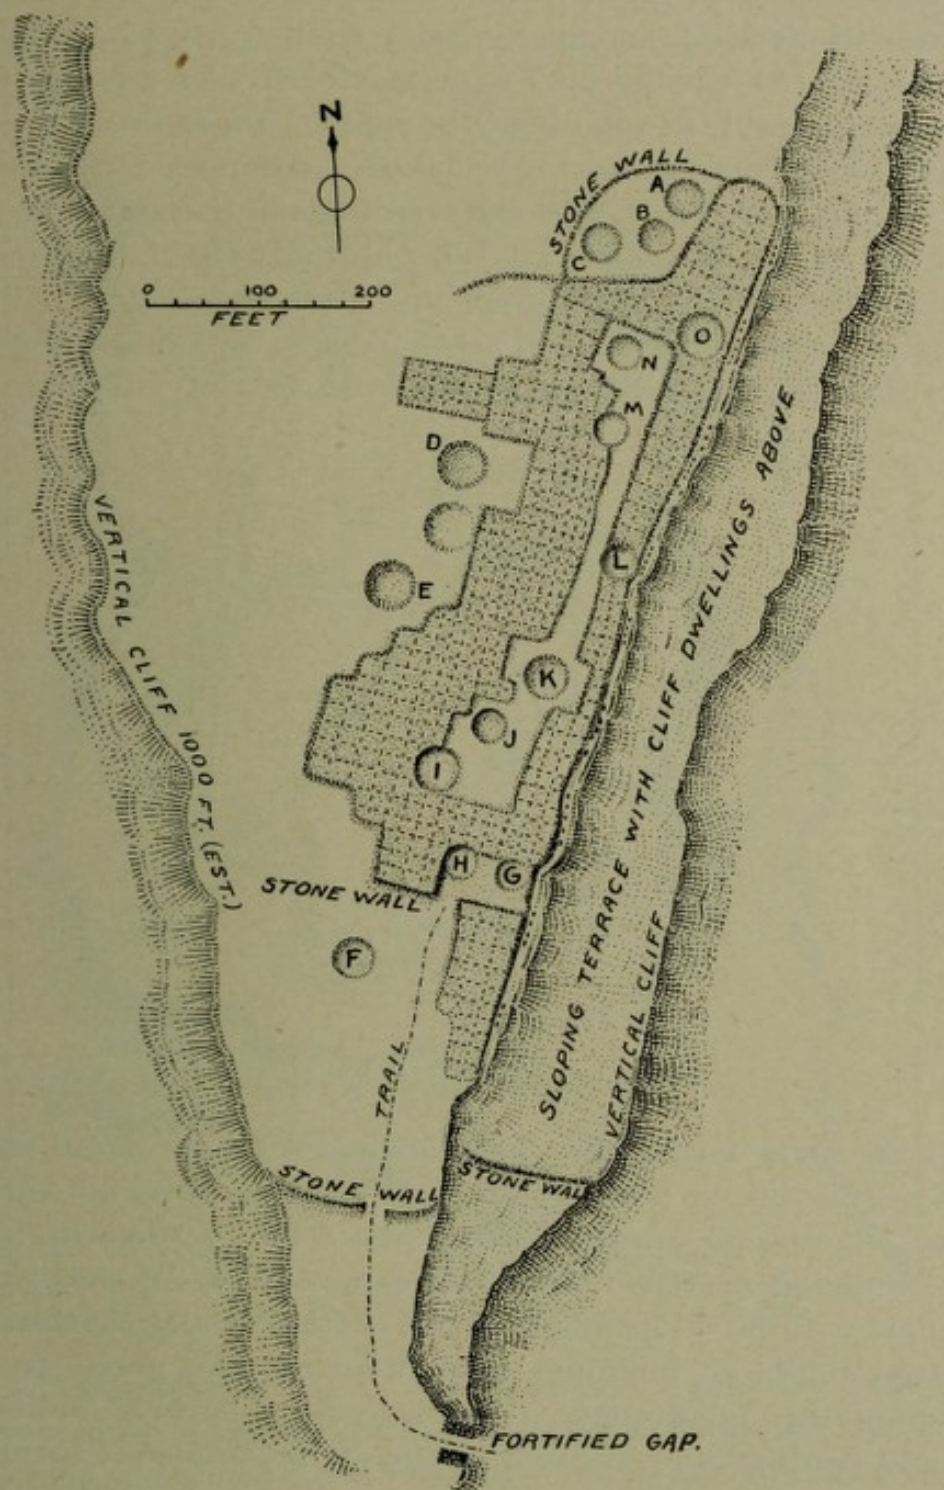 N
0 100 200
FEET
STONE WALL
A
B
C
O
N
M
D
L
E
K
J
I
H
G
F
VERTICAL CLIFF 1000 FT. (EST.)
STONE WALL
SLOPING TERRACE WITH CLIFF DWELLINGS ABOVE
VERTICAL CLIFF
TRAIL
STONE WALL
STONE WALL
FORTIFIED GAP.